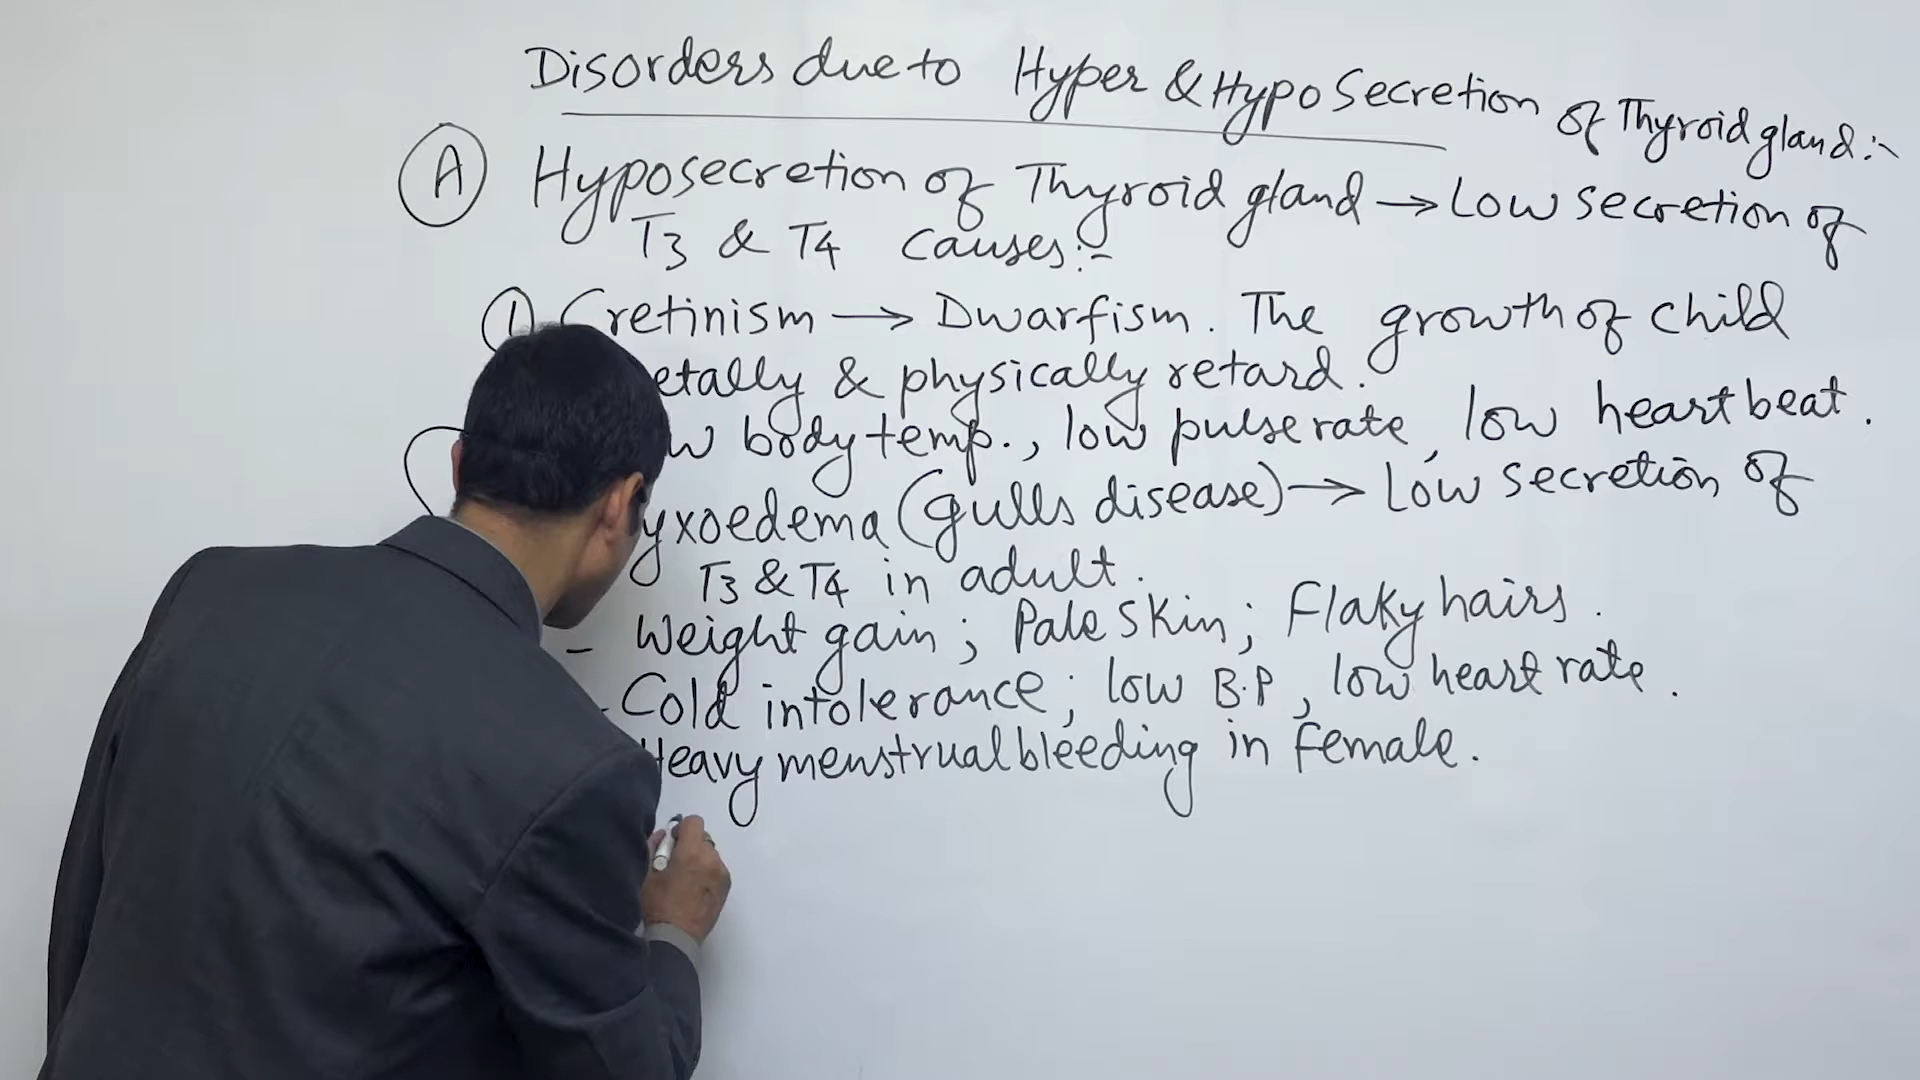 Disorders due to Hyper & Hypo Secretion of Thyroid gland:-
A Hyposecretion of Thyroid gland → Low secretion of
T3 & T4 causes:-
1 Cretinism → Dwarfism. The growth of child
etally & physically retard.
w body temp., low pulse rate, low heart beat.
yxoedema (gulls disease) → Low secretion of
T3 & T4 in adult.
- Weight gain; Pale skin; Flaky hairs.
- Cold intolerance; low B.P, low heart rate.
Heavy menstrual bleeding in female.